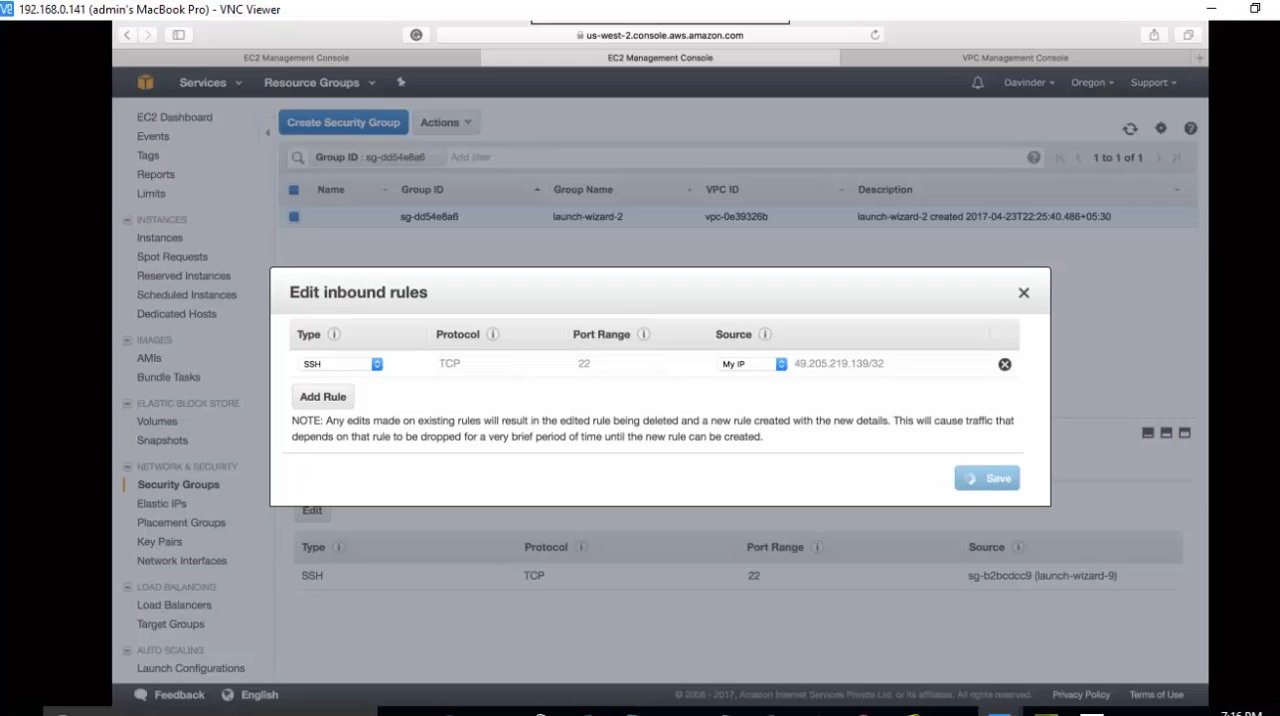 192.168.0.141 (admin's MacBook Pro) - VNC Viewer
us-west-2.console.aws.amazon.com
EC2 Management Console EC2 Management Console VPC Management Console
Services Resource Groups Davinder Oregon Support
EC2 Dashboard
Events
Tags
Reports
Limits
INSTANCES
Instances
Spot Requests
Reserved Instances
Scheduled Instances
Dedicated Hosts
IMAGES
AMIs
Bundle Tasks
ELASTIC BLOCK STORE
Volumes
Snapshots
NETWORK & SECURITY
Security Groups
Elastic IPs
Placement Groups
Key Pairs
Network Interfaces
LOAD BALANCING
Load Balancers
Target Groups
AUTO SCALING
Launch Configurations
Create Security Group Actions
Group ID : sg-dd54e8a6 Add filter 1 to 1 of 1
Name Group ID Group Name VPC ID Description
sg-dd54e8a6 launch-wizard-2 vpc-0e39326b launch-wizard-2 created 2017-04-23T22:25:40.486+05:30
Edit inbound rules
Type Protocol Port Range Source
SSH TCP 22 My IP 49.205.219.139/32
Add Rule
NOTE: Any edits made on existing rules will result in the edited rule being deleted and a new rule created with the new details. This will cause traffic that
depends on that rule to be dropped for a very brief period of time until the new rule can be created.
Save
Edit
Type Protocol Port Range Source
SSH TCP 22 sg-b2bcdcc9 (launch-wizard-9)
Feedback English © 2008 - 2017, Amazon Internet Services Private Ltd. or its affiliates. All rights reserved. Privacy Policy Terms of Use
7:16 PM